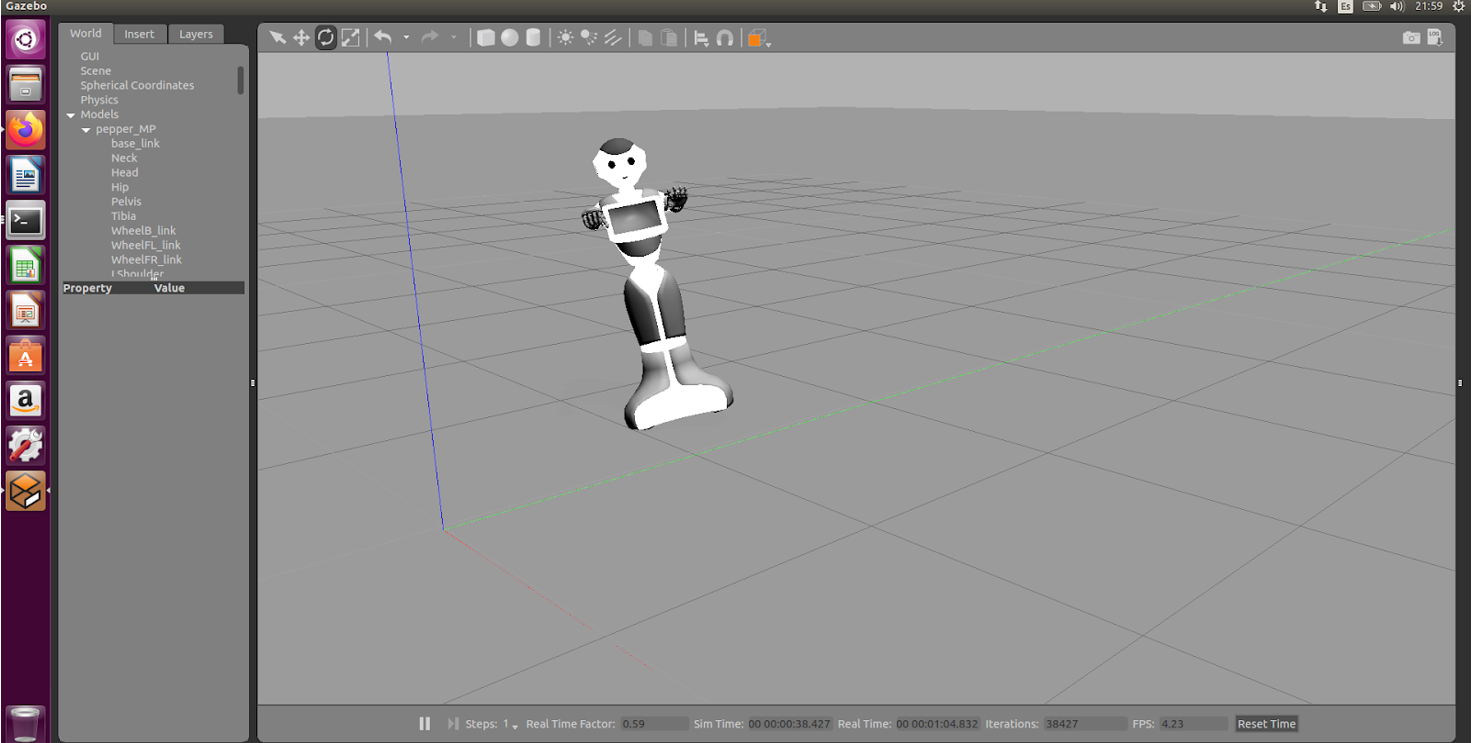 Gazebo
Es
21:59
World Insert Layers
GUI
Scene
Spherical Coordinates
Physics
Models
pepper_MP
base_link
Neck
Head
Hip
Pelvis
Tibia
WheelB_link
WheelFL_link
WheelFR_link
LShoulder
Property Value
LOG
a
Steps: 1 Real Time Factor: 0.59 Sim Time: 00 00:00:38.427 Real Time: 00 00:01:04.832 Iterations: 38427 FPS: 4.23 Reset Time